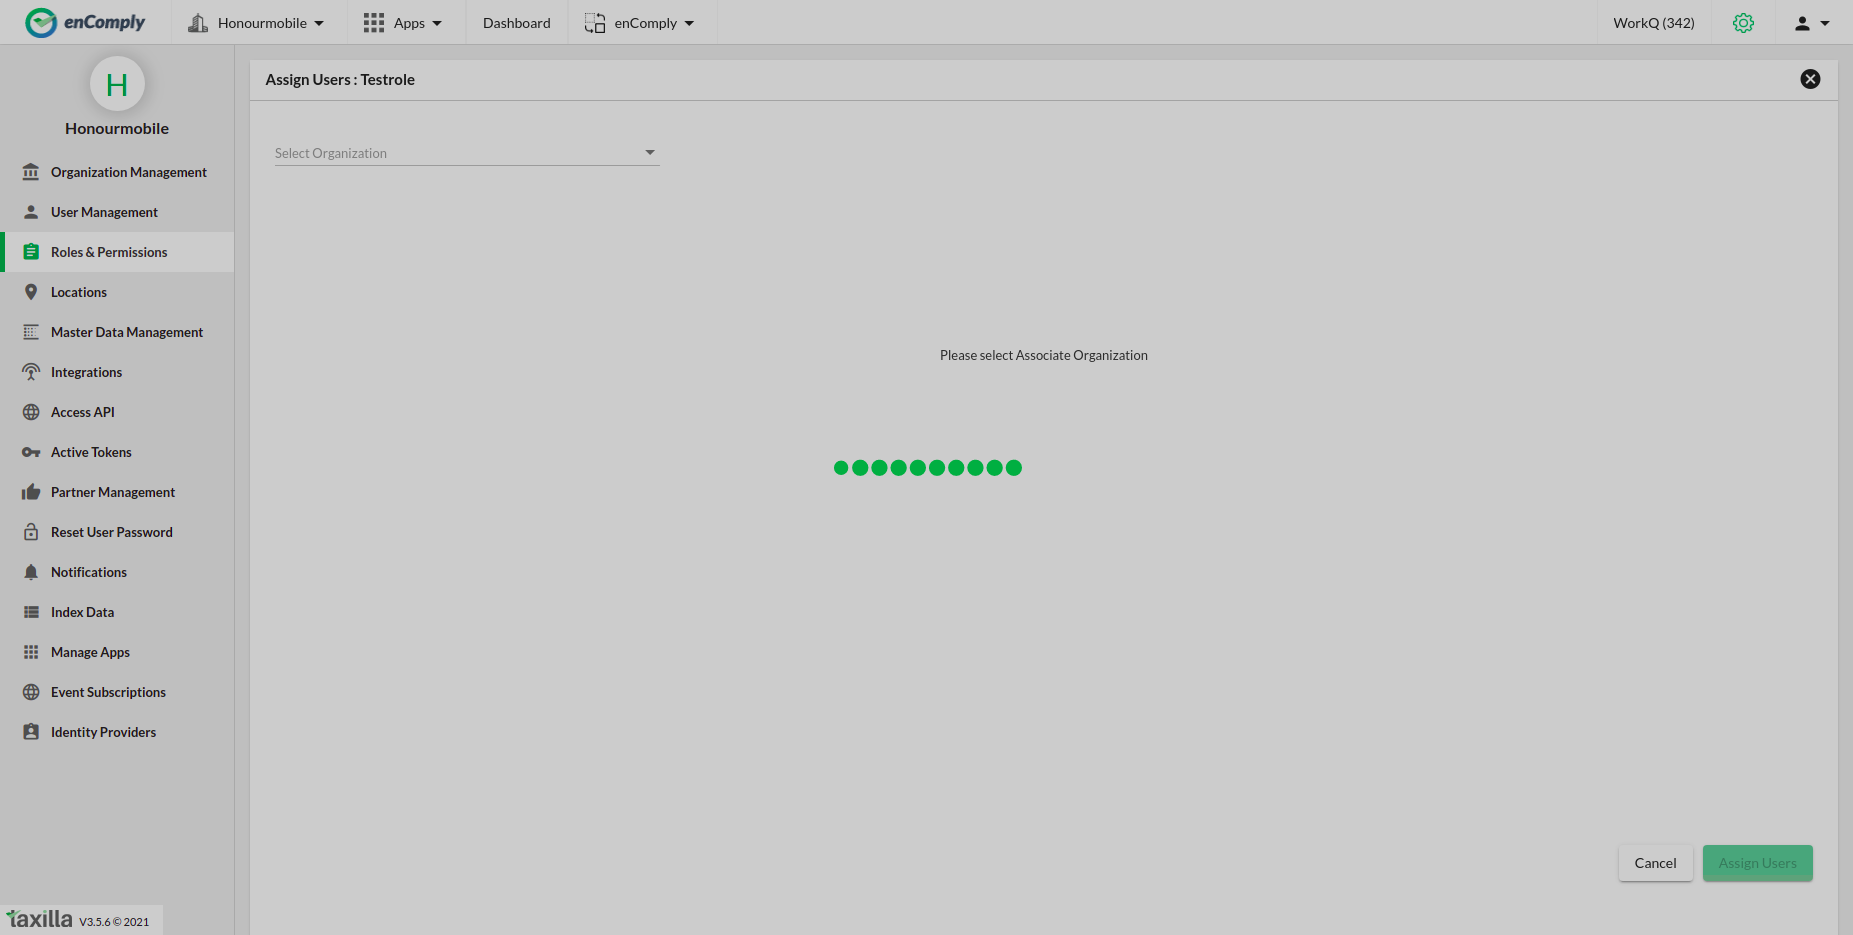 enComply
Honourmobile
Apps
Dashboard
enComply
WorkQ (342)
H
Honourmobile
Organization Management
User Management
Roles & Permissions
Locations
Master Data Management
Integrations
Access API
Active Tokens
Partner Management
Reset User Password
Notifications
Index Data
Manage Apps
Event Subscriptions
Identity Providers
taxilla V3.5.6 © 2021
Assign Users : Testrole
Select Organization
Please select Associate Organization
Cancel
Assign Users